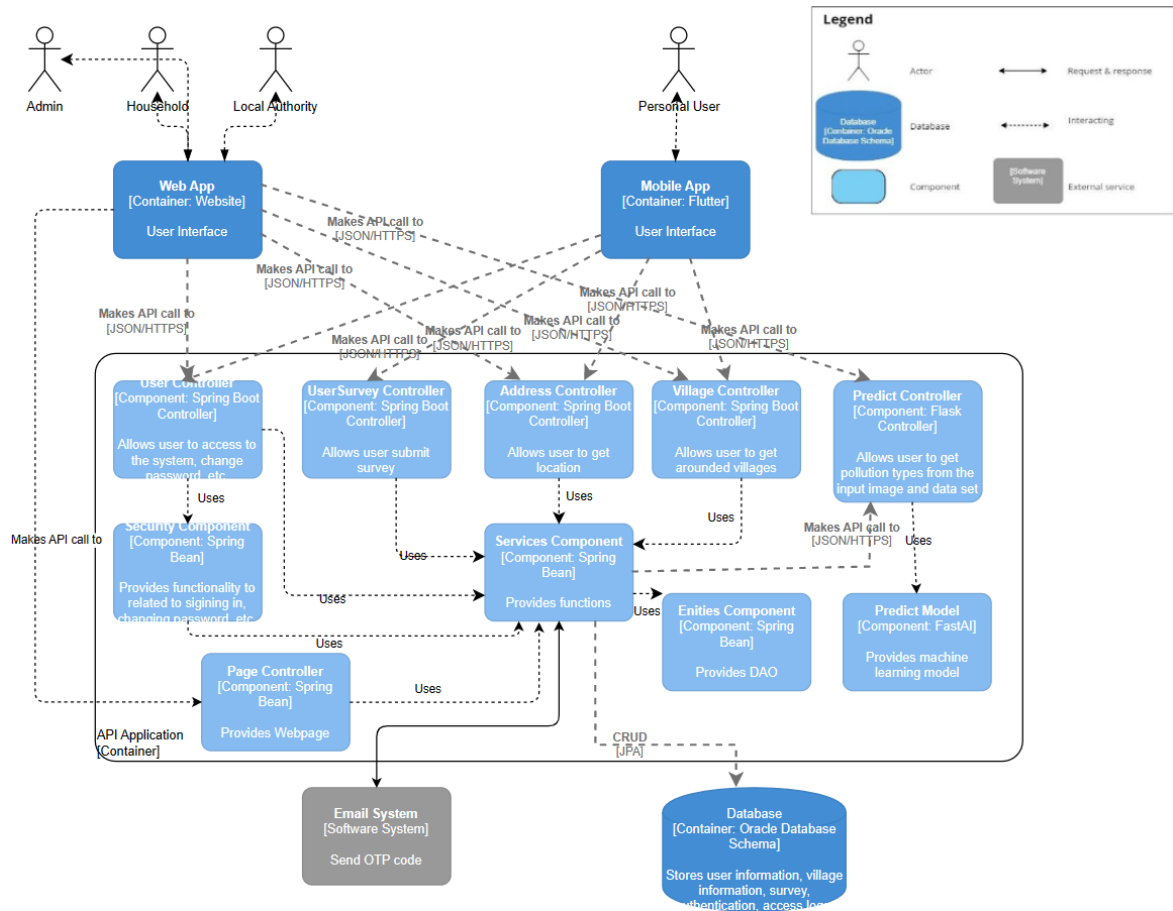 Legend
Actor
Request & response
Database
[Container: Oracle
Database Schema]
Database
Interacting
Component
[Software
System]
External service
Admin
Household
Local Authority
Personal User
Web App
[Container: Website]
User Interface
Mobile App
[Container: Flutter]
User Interface
Makes API call to
[JSON/HTTPS]
Makes API call to
[JSON/HTTPS]
Makes API call to
[JSON/HTTPS]
Makes API call to
[JSON/HTTPS]
Makes API call to
[JSON/HTTPS]
Makes API call to
[JSON/HTTPS]
Makes API call to
[JSON/HTTPS]
Makes API call to
[JSON/HTTPS]
User Controller
[Component: Spring Boot
Controller]
Allows user to access to
the system, change
password, etc
UserSurvey Controller
[Component: Spring Boot
Controller]
Allows user submit
survey
Address Controller
[Component: Spring Boot
Controller]
Allows user to get
location
Village Controller
[Component: Spring Boot
Controller]
Allows user to get
arounded villages
Predict Controller
[Component: Flask
Controller]
Allows user to get
pollution types from the
input image and data set
Uses
Uses
Uses
Makes API call to
Security Component
[Component: Spring
Bean]
Provides functionality to
related to sigining in,
changing password, etc
Uses
Services Component
[Component: Spring
Bean]
Provides functions
Makes API call to
[JSON/HTTPS]
Uses
Uses
Uses
Enities Component
[Component: Spring
Bean]
Provides DAO
Predict Model
[Component: FastAI]
Provides machine
learning model
Uses
Page Controller
[Component: Spring
Bean]
Provides Webpage
Uses
API Application
[Container]
CRUD
[JPA]
Email System
[Software System]
Send OTP code
Database
[Container: Oracle Database
Schema]
Stores user information, village
information, survey,